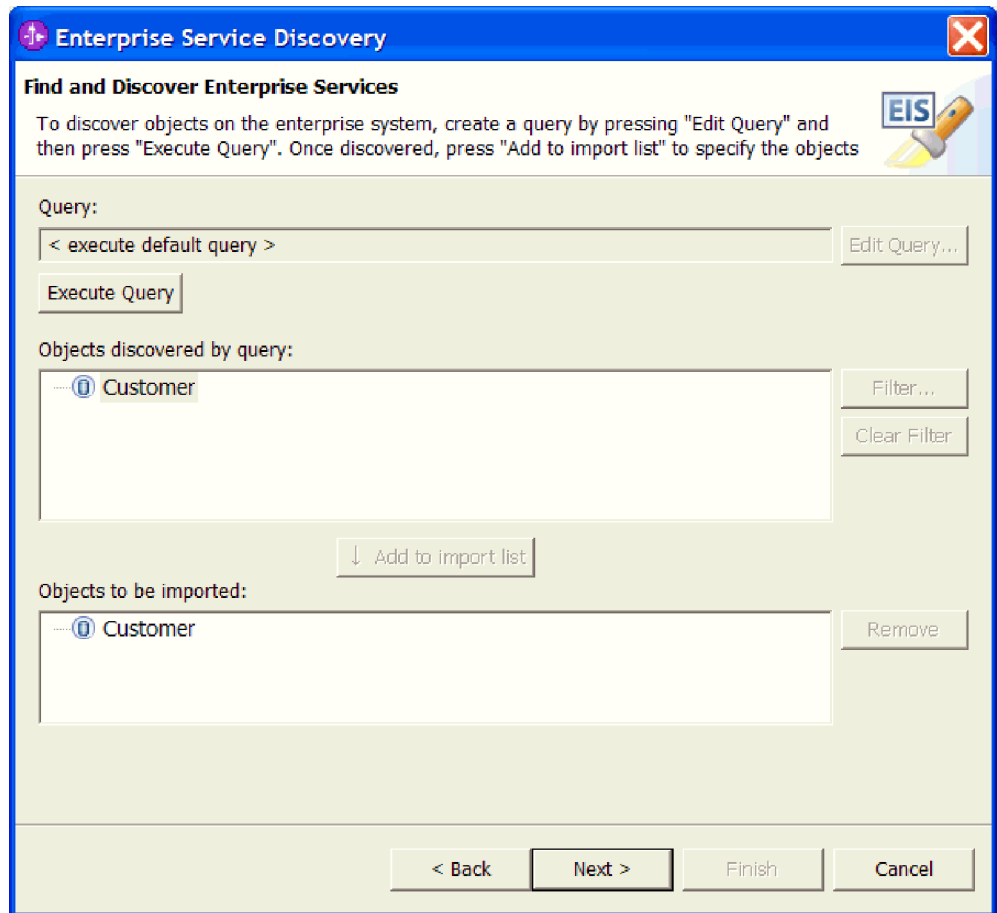 Enterprise Service Discovery
Find and Discover Enterprise Services
To discover objects on the enterprise system, create a query by pressing "Edit Query" and
then press "Execute Query". Once discovered, press "Add to import list" to specify the objects
EIS
Query:
< execute default query >
Edit Query...
Execute Query
Objects discovered by query:
Customer
Filter...
Clear Filter
↓ Add to import list
Objects to be imported:
Customer
Remove
< Back
Next >
Finish
Cancel